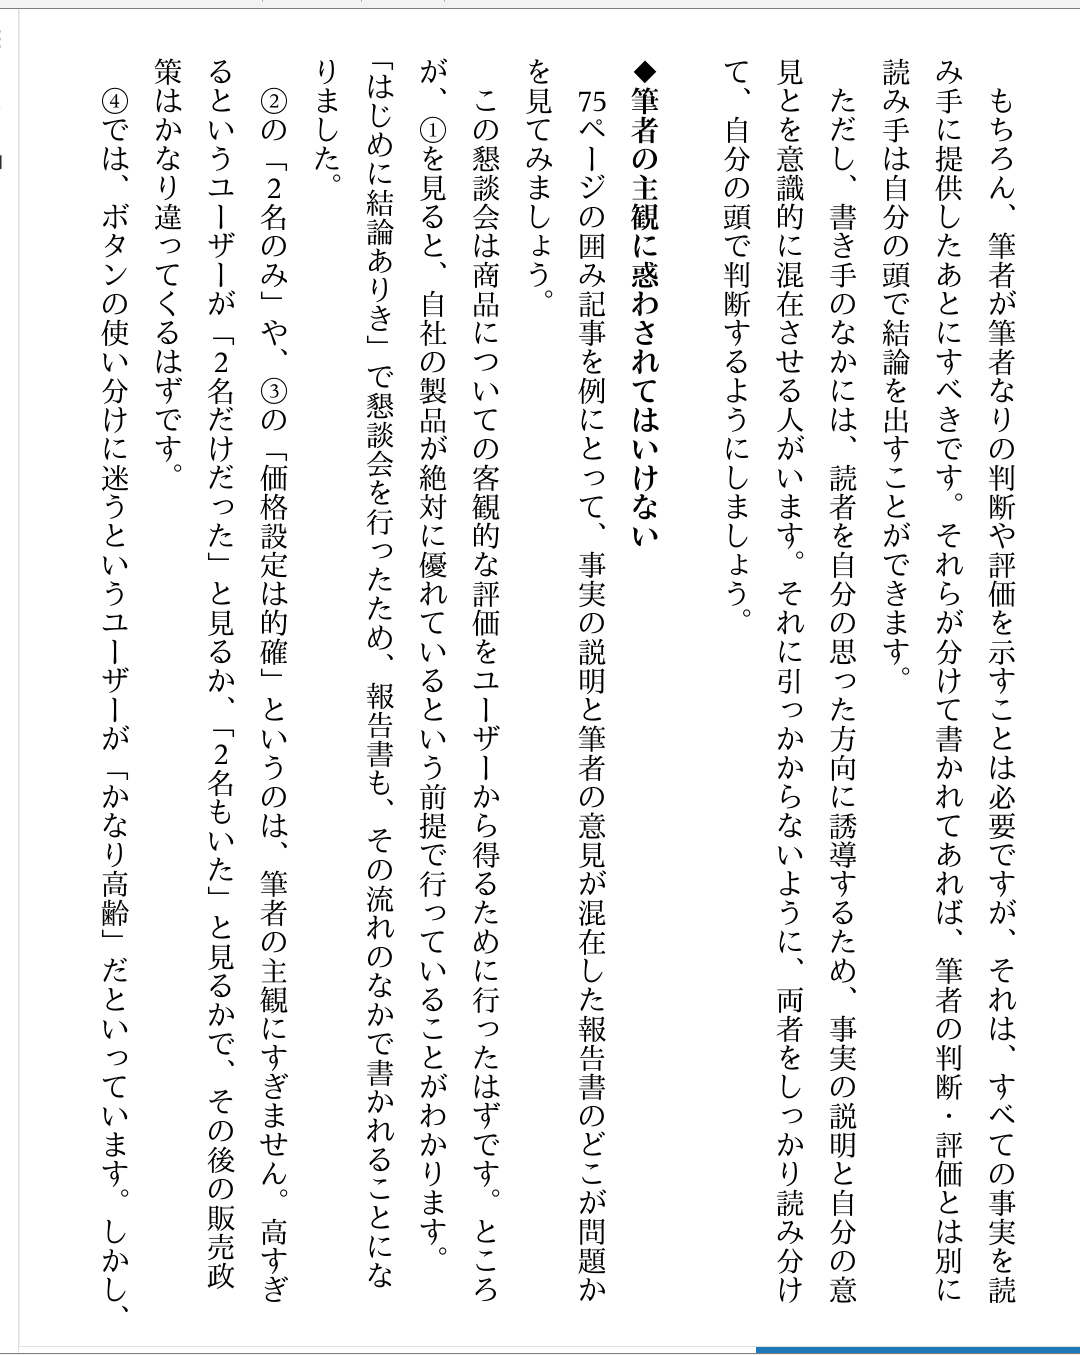 もちろん、筆者が筆者なりの判断や評価を示すことは必要ですが、それは、すべての事実を読
み手に提供したあとにすべきです。それらが分けて書かれてあれば、筆者の判断・評価とは別に
読み手は自分の頭で結論を出すことができます。
　ただし、書き手のなかには、読者を自分の思った方向に誘導するため、事実の説明と自分の意
見とを意識的に混在させる人がいます。それに引っかからないように、両者をしっかり読み分け
て、自分の頭で判断するようにしましょう。
◆筆者の主観に惑わされてはいけない
　75ページの囲み記事を例にとって、事実の説明と筆者の意見が混在した報告書のどこが問題か
を見てみましょう。
　この懇談会は商品についての客観的な評価をユーザーから得るために行ったはずです。ところ
が、①を見ると、自社の製品が絶対に優れているという前提で行っていることがわかります。
「はじめに結論ありき」で懇談会を行ったため、報告書も、その流れのなかで書かれることにな
りました。
　②の「２名のみ」や、③の「価格設定は的確」というのは、筆者の主観にすぎません。高すぎ
るというユーザーが「２名だけだった」と見るか、「２名もいた」と見るかで、その後の販売政
策はかなり違ってくるはずです。
　④では、ボタンの使い分けに迷うというユーザーが「かなり高齢」だといっています。しかし、